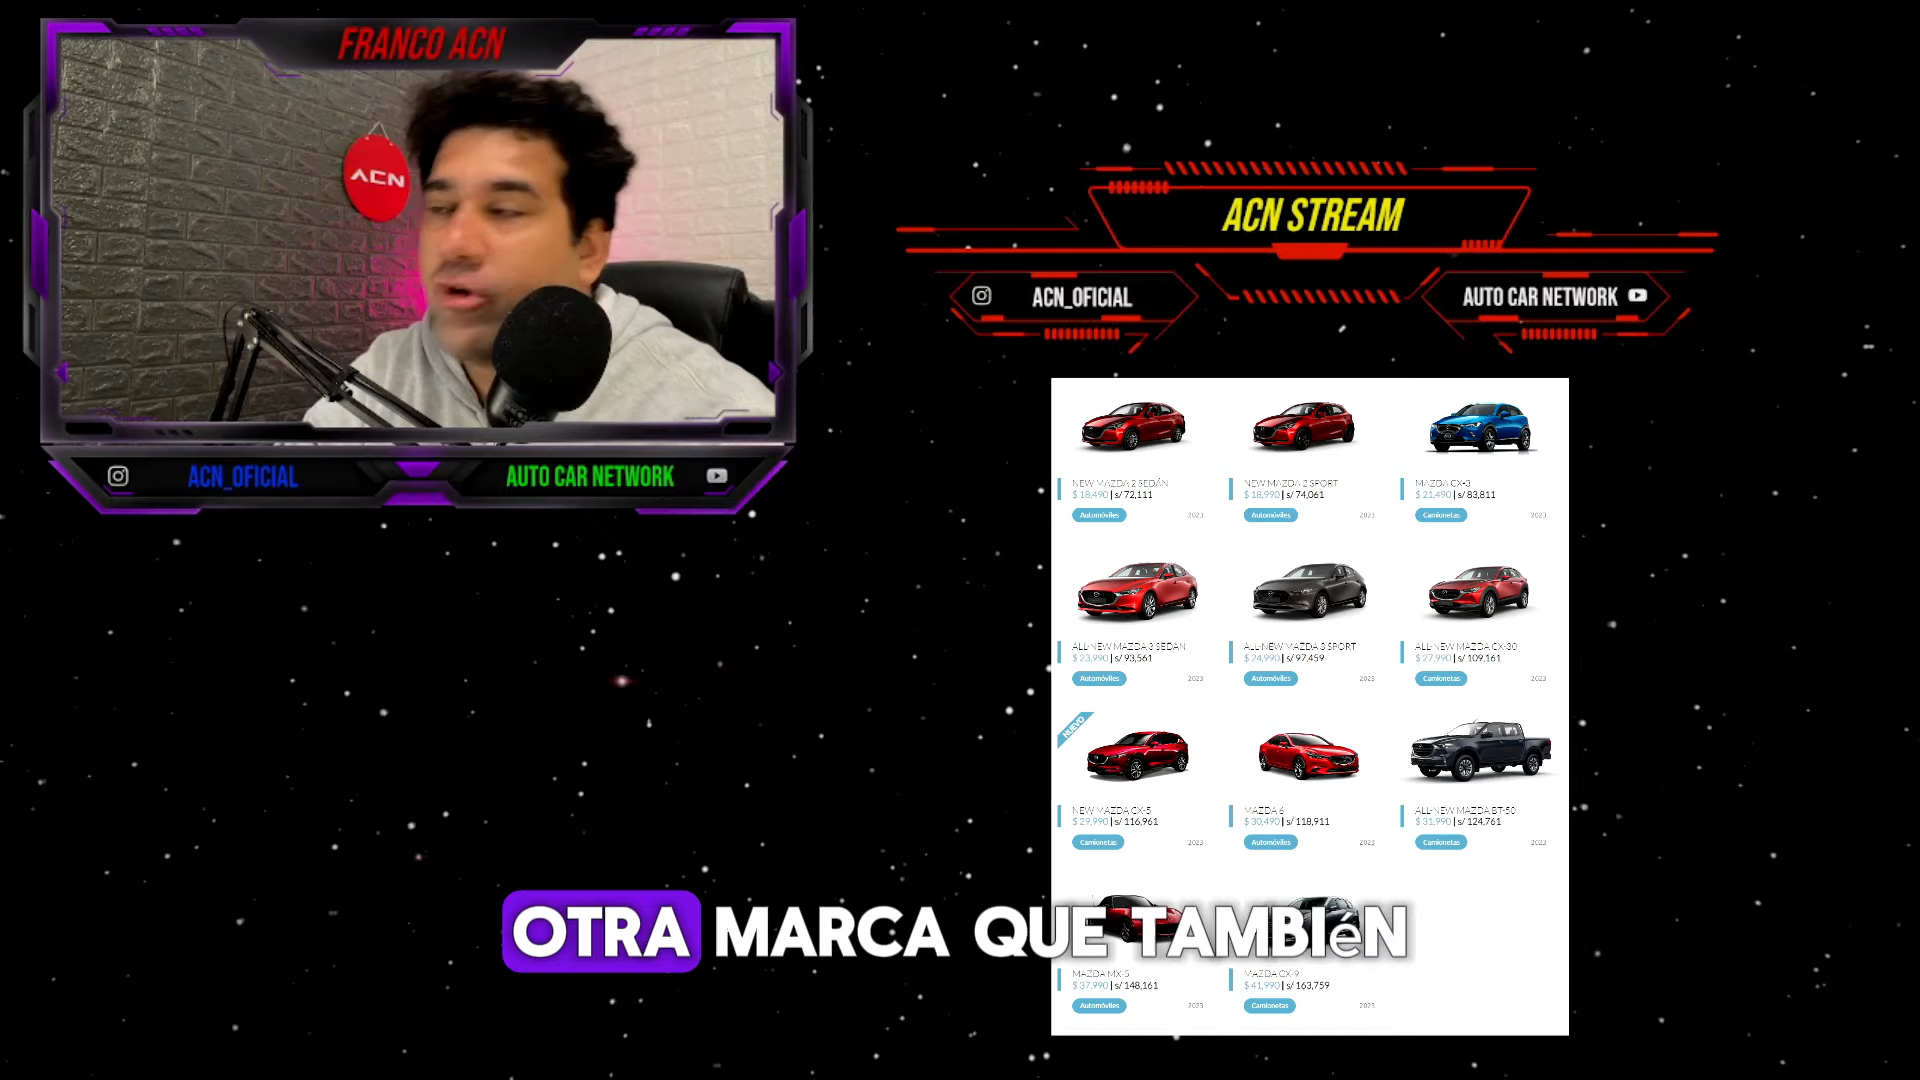 FRANCO ACN
ACN
ACN_OFICIAL
AUTO CAR NETWORK
ACN STREAM
ACN_OFICIAL
AUTO CAR NETWORK
NEW MAZDA 2 SEDÁN
$ 18,490 | s/ 72,111
Automóviles 2023
NEW MAZDA 2 SPORT
$ 18,990 | s/ 74,061
Automóviles 2023
MAZDA CX-3
$ 21,490 | s/ 83,811
Camionetas 2023
ALL-NEW MAZDA 3 SEDÁN
$ 23,990 | s/ 93,561
Automóviles 2023
ALL-NEW MAZDA 3 SPORT
$ 24,990 | s/ 97,459
Automóviles 2023
ALL-NEW MAZDA CX-30
$ 27,990 | s/ 109,161
Camionetas 2023
NUEVO
NEW MAZDA CX-5
$ 29,990 | s/ 116,961
Camionetas 2023
MAZDA 6
$ 30,490 | s/ 118,911
Automóviles 2023
ALL-NEW MAZDA BT-50
$ 31,990 | s/ 124,761
Camionetas 2023
OTRA MARCA QUE TAMBIéN
MAZDA MX-5
$ 37,990 | s/ 148,161
Automóviles 2023
MAZDA CX-9
$ 41,990 | s/ 163,759
Camionetas 2023